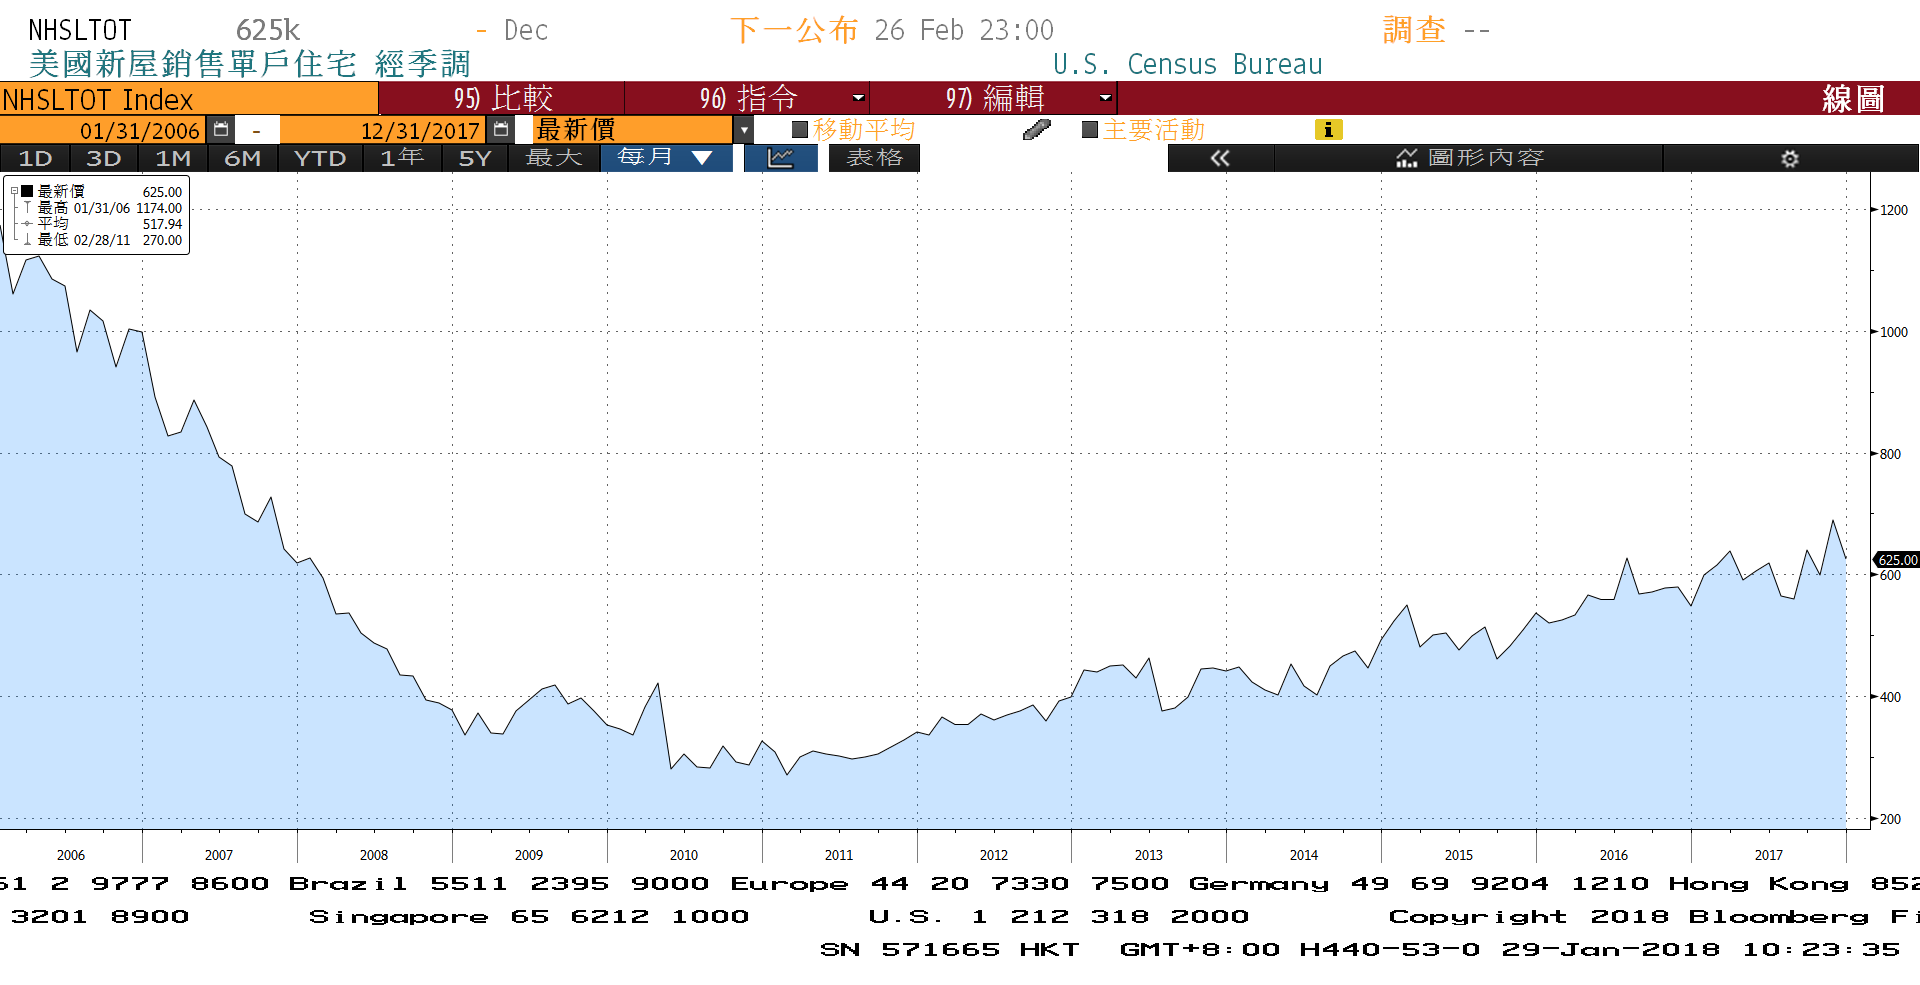 NHSLTOT 625k - Dec 下一公布 26 Feb 23:00 調查 --
美國新屋銷售單戶住宅 經季調 U.S. Census Bureau
NHSLTOT Index 95) 比較 96) 指令 97) 編輯 線圖
01/31/2006 - 12/31/2017 最新價 移動平均 主要活動 i
1D 3D 1M 6M YTD 1年 5Y 最大 每月 ▼ 表格 « 圖形內容
最新價 625.00
最高 01/31/06 1174.00
平均 517.94
最低 02/28/11 270.00
1200
1000
800
625.00
600
400
200
2006 2007 2008 2009 2010 2011 2012 2013 2014 2015 2016 2017
61 2 9777 8600 Brazil 5511 2395 9000 Europe 44 20 7330 7500 Germany 49 69 9204 1210 Hong Kong 852
3201 8900 Singapore 65 6212 1000 U.S. 1 212 318 2000 Copyright 2018 Bloomberg Fi
SN 571665 HKT GMT+8:00 H440-53-0 29-Jan-2018 10:23:35